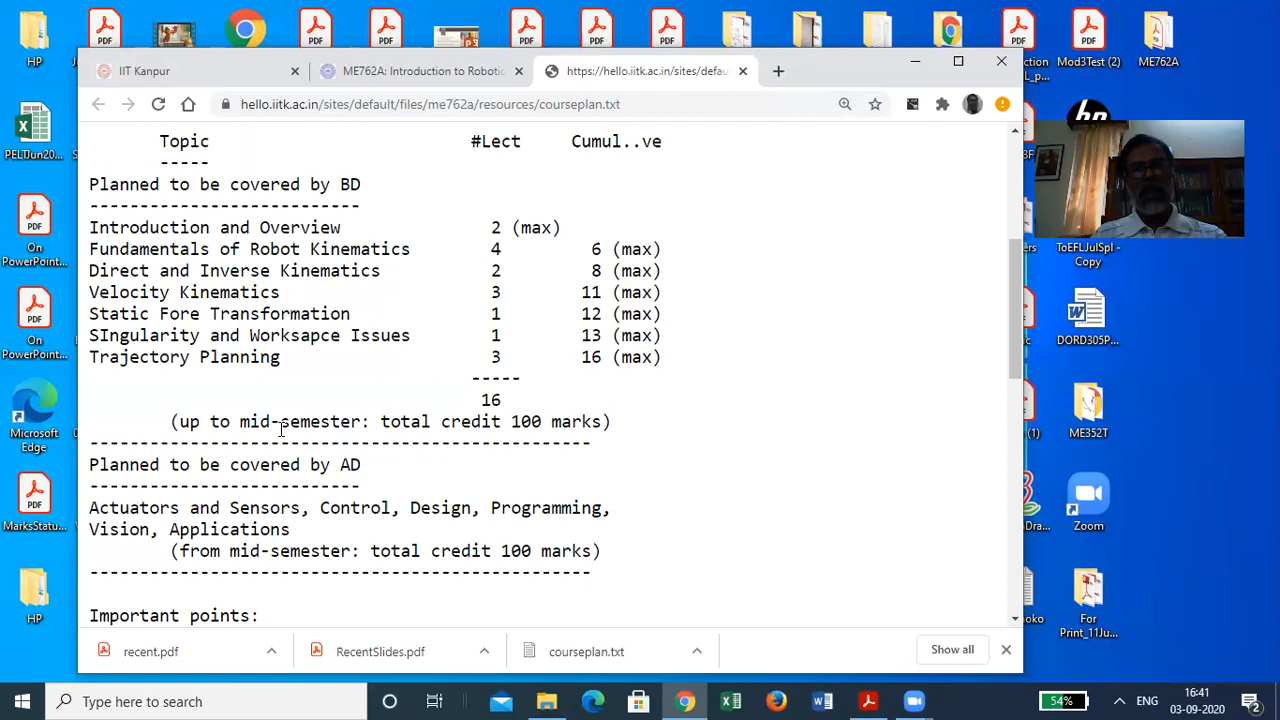 HP
Mod3Test (2)
ME762A
IIT Kanpur
ME762A: Introduction to Robotic
https://hello.iitk.ac.in/sites/defau
hello.iitk.ac.in/sites/default/files/me762a/resources/courseplan.txt
Topic #Lect Cumul..ve
-----
Planned to be covered by BD
---------------------------
Introduction and Overview 2 (max)
Fundamentals of Robot Kinematics 4 6 (max)
Direct and Inverse Kinematics 2 8 (max)
Velocity Kinematics 3 11 (max)
Static Fore Transformation 1 12 (max)
SIngularity and Worksapce Issues 1 13 (max)
Trajectory Planning 3 16 (max)
-----
16
(up to mid-semester: total credit 100 marks)
--------------------------------------------------
Planned to be covered by AD
---------------------------
Actuators and Sensors, Control, Design, Programming,
Vision, Applications
(from mid-semester: total credit 100 marks)
--------------------------------------------------
Important points:
recent.pdf
RecentSlides.pdf
courseplan.txt
Show all
PELTJun20...
On
PowerPoint...
On
PowerPoint...
Microsoft
Edge
MarksStatu...
HP
hp
ToEFLJulSpl -
Copy
DORD305P...
ME352T
Zoom
For
Print_11Ju...
Type here to search
54%
ENG
16:41
03-09-2020
2